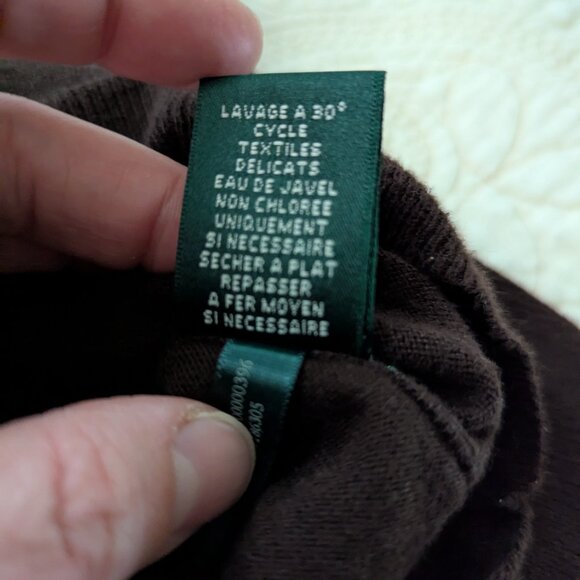 LAVAGE A 30°
CYCLE
TEXTILES
DELICATS
EAU DE JAVEL
NON CHLOREE
UNIQUEMENT
SI NECESSAIRE
SECHER A PLAT
REPASSER
A FER MOYEN
SI NECESSAIRE